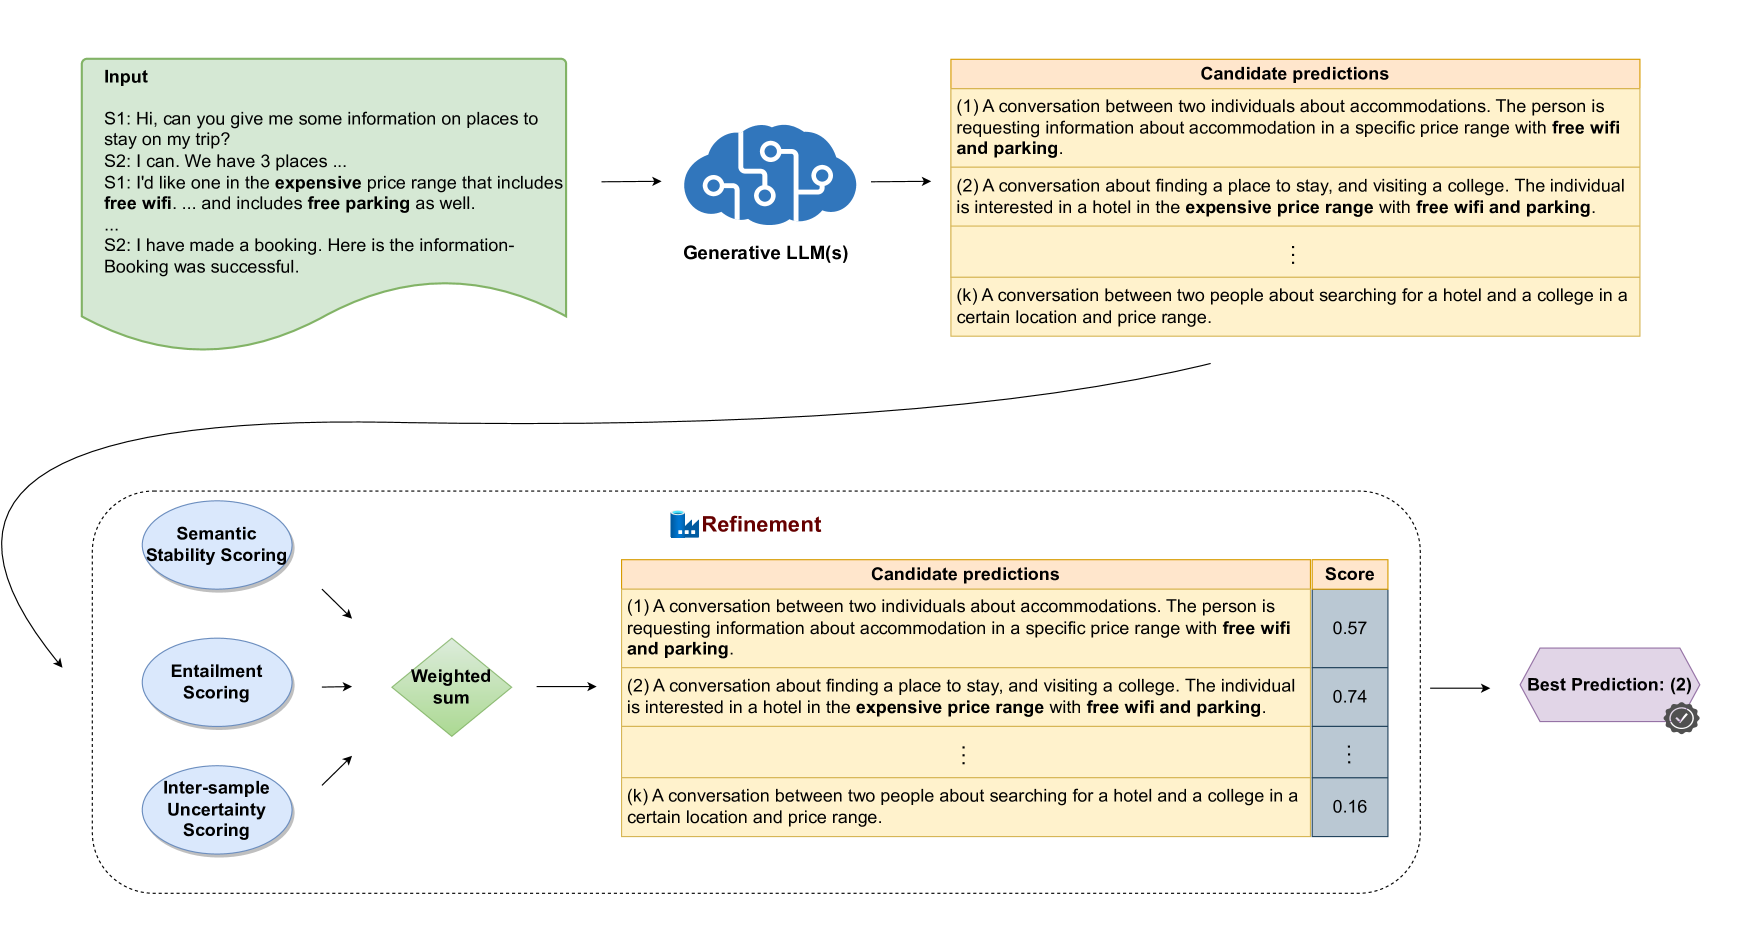 Input
S1: Hi, can you give me some information on places to
stay on my trip?
S2: I can. We have 3 places ...
S1: I'd like one in the expensive price range that includes
free wifi. ... and includes free parking as well.
...
S2: I have made a booking. Here is the information-
Booking was successful.
Generative LLM(s)
Candidate predictions
(1) A conversation between two individuals about accommodations. The person is
requesting information about accommodation in a specific price range with free wifi
and parking.
(2) A conversation about finding a place to stay, and visiting a college. The individual
is interested in a hotel in the expensive price range with free wifi and parking.
⋮
(k) A conversation between two people about searching for a hotel and a college in a
certain location and price range.
Refinement
Semantic
Stability Scoring
Entailment
Scoring
Inter-sample
Uncertainty
Scoring
Weighted
sum
Candidate predictions
Score
(1) A conversation between two individuals about accommodations. The person is
requesting information about accommodation in a specific price range with free wifi
and parking.
0.57
(2) A conversation about finding a place to stay, and visiting a college. The individual
is interested in a hotel in the expensive price range with free wifi and parking.
0.74
⋮
⋮
(k) A conversation between two people about searching for a hotel and a college in a
certain location and price range.
0.16
Best Prediction: (2)